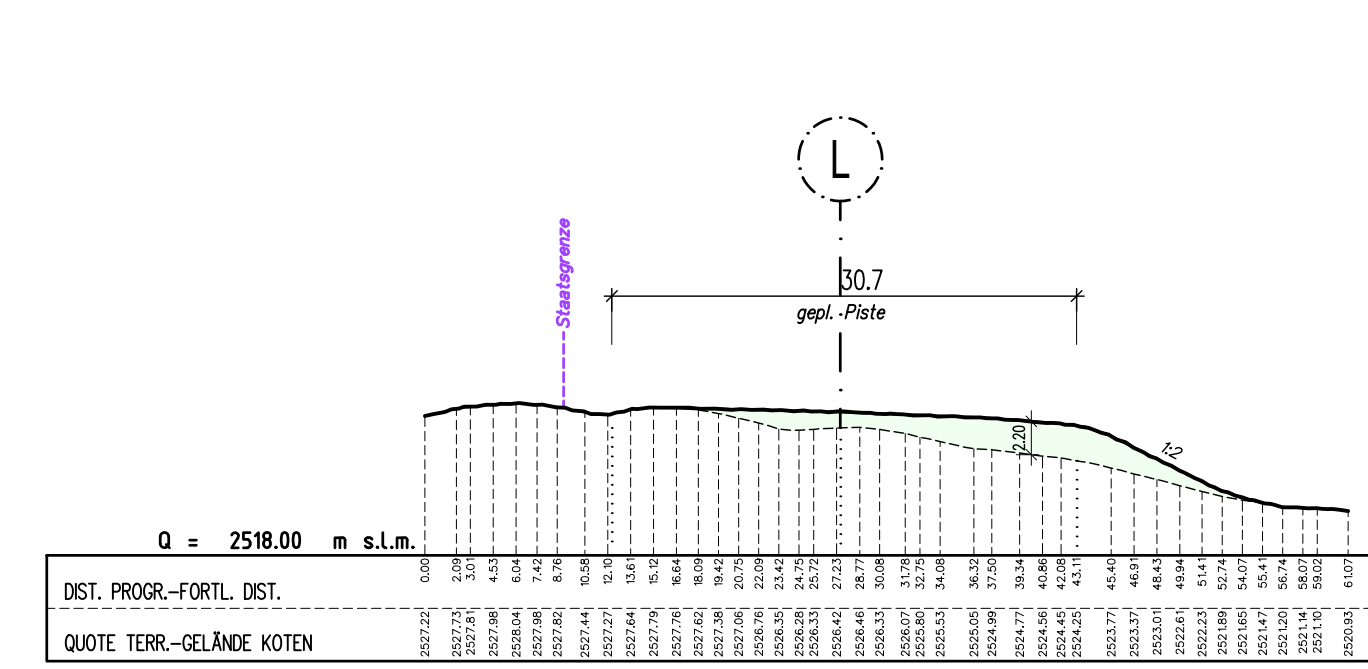 L
Staatsgrenze
30.7
gepl. Piste
2.20
1:2
Q = 2518.00 m s.l.m.
DIST. PROGR.-FORTL. DIST. 0.00 2.09 3.01 4.53 6.04 7.42 8.76 10.58 12.10 13.61 15.12 16.64 18.09 19.42 20.75 22.09 23.42 24.75 25.72 27.23 28.77 30.08 31.78 32.75 34.08 36.32 37.50 39.34 40.86 42.08 43.11 45.40 46.91 48.43 49.94 51.41 52.74 54.07 55.41 56.74 58.07 59.02 61.07
QUOTE TERR.-GELÄNDE KOTEN 2527.22 2527.73 2527.81 2527.98 2528.04 2527.98 2527.82 2527.44 2527.27 2527.64 2527.79 2527.76 2527.62 2527.38 2527.06 2526.76 2526.35 2526.28 2526.33 2526.42 2526.46 2526.33 2526.07 2525.80 2525.53 2525.05 2524.99 2524.77 2524.56 2524.45 2524.25 2523.77 2523.37 2523.01 2522.61 2522.23 2521.89 2521.65 2521.47 2521.20 2521.14 2521.10 2520.93